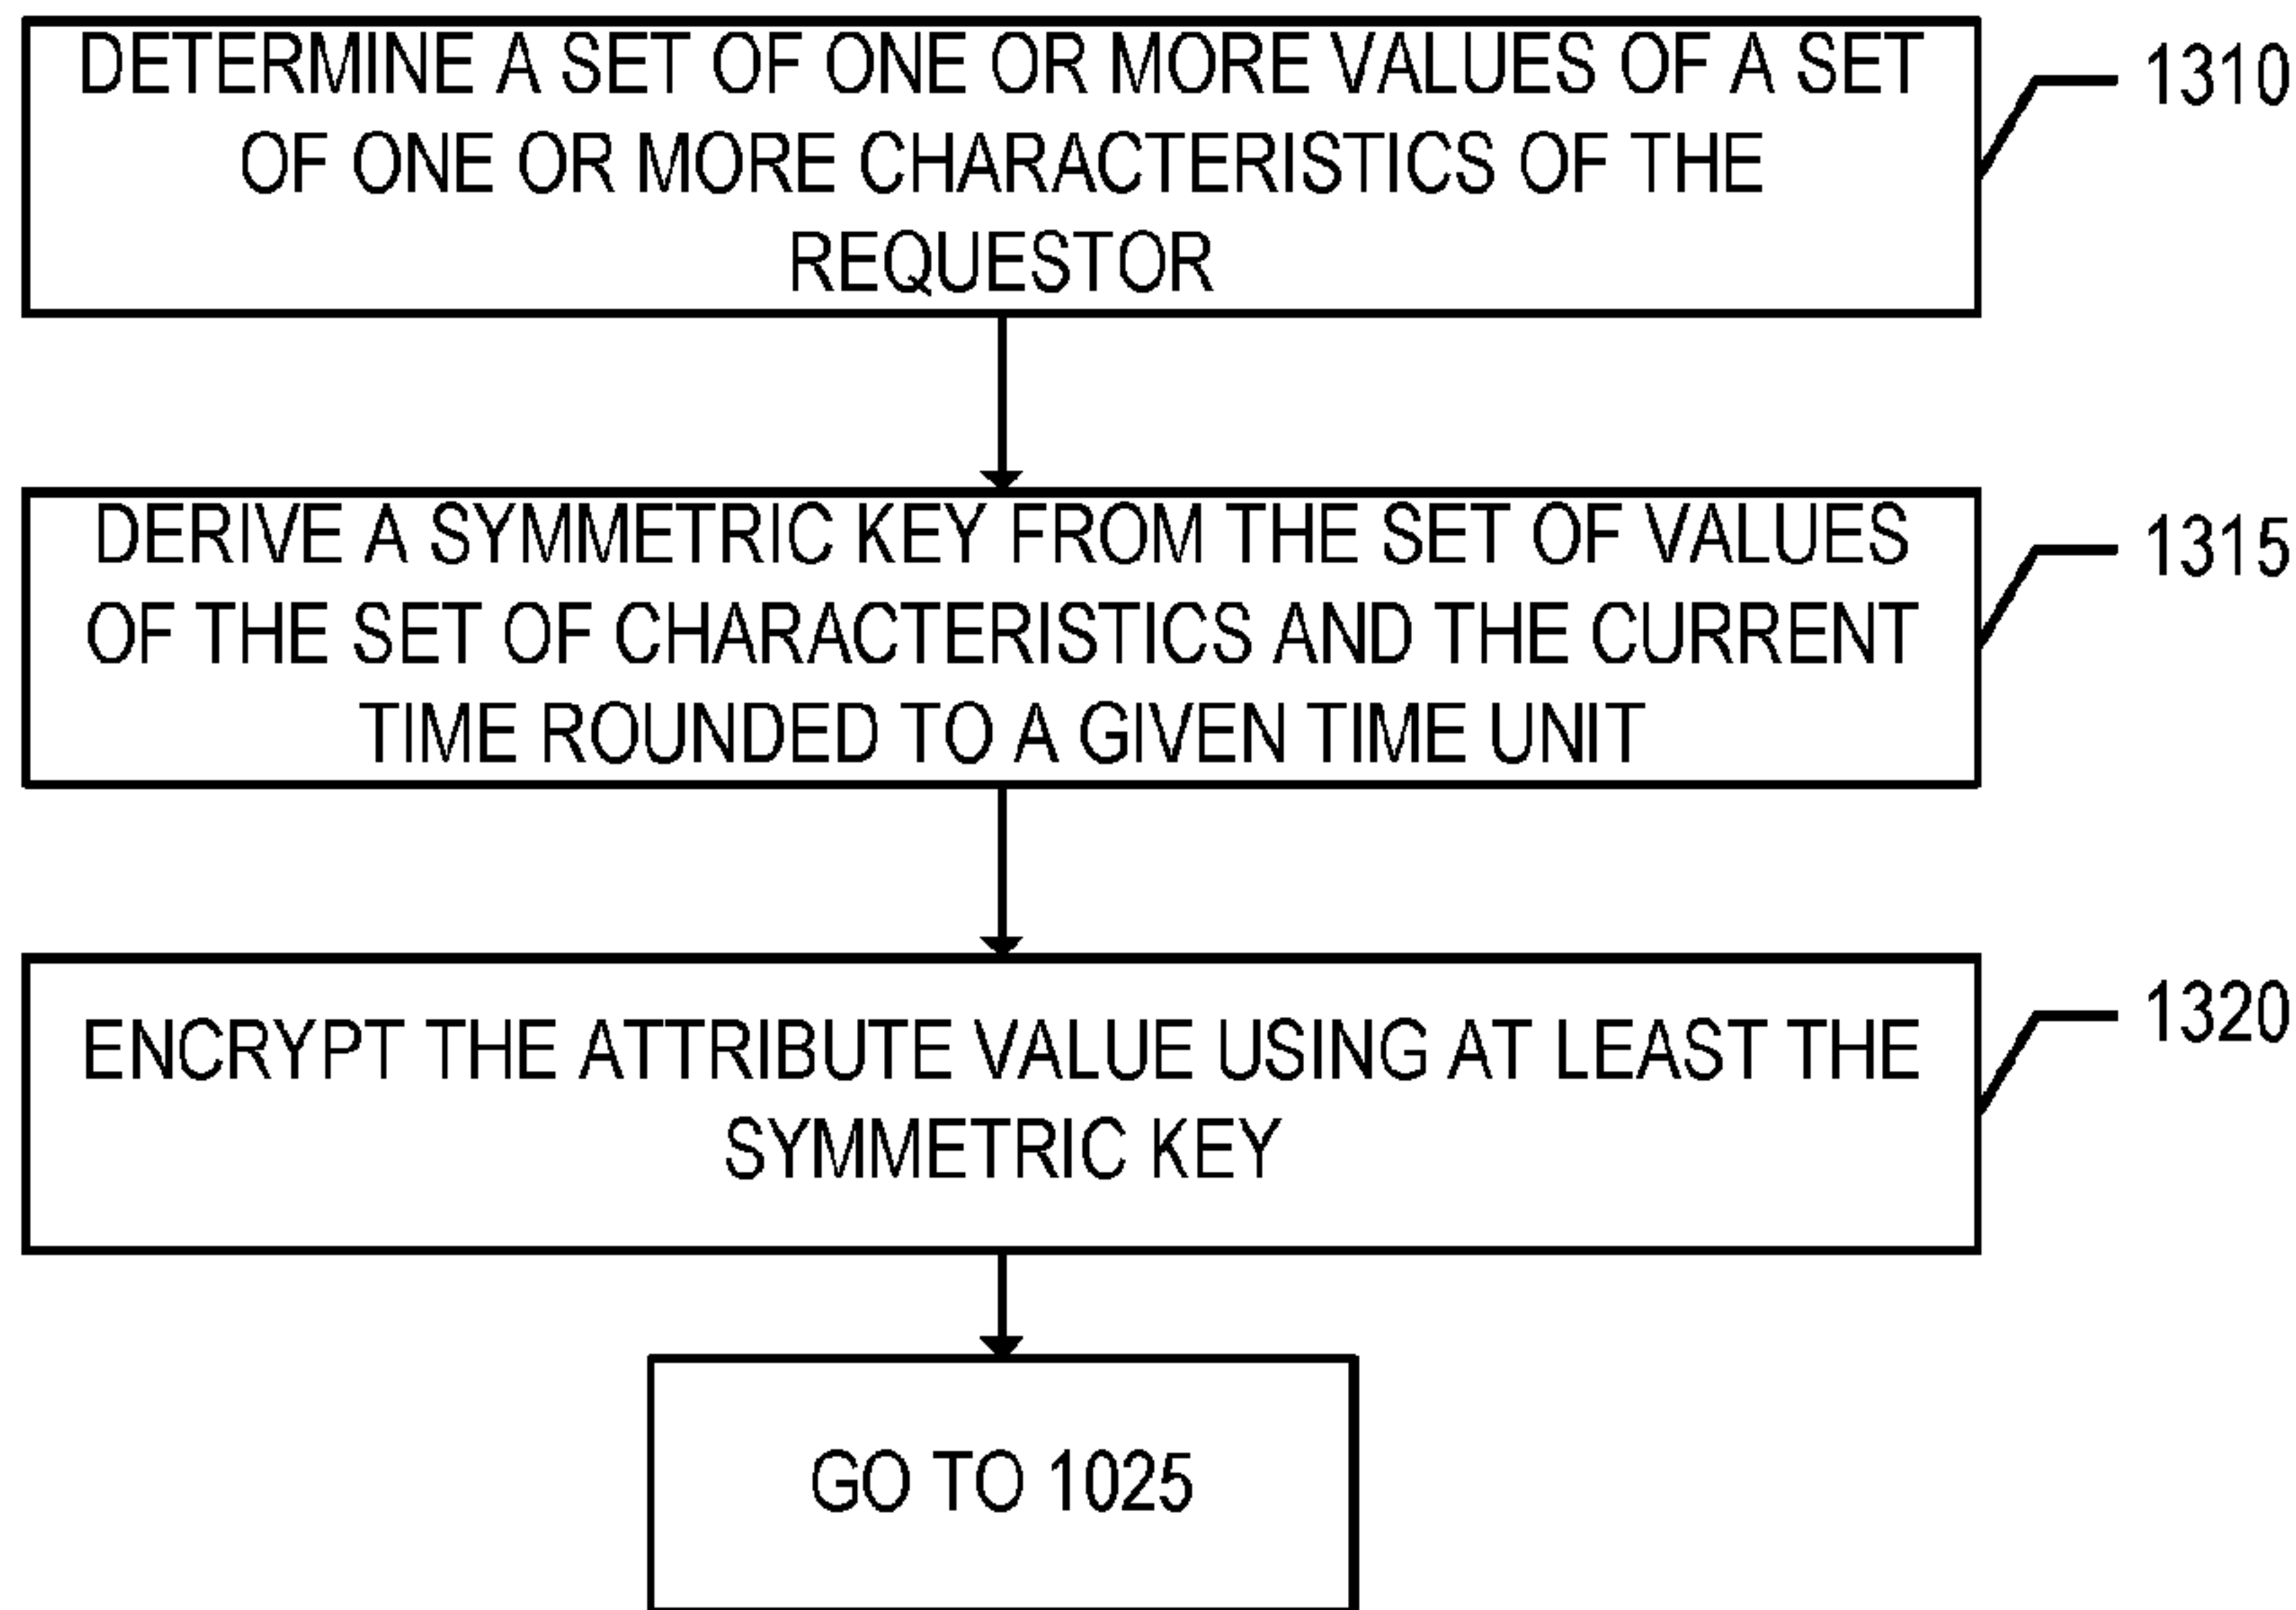 DETERMINE A SET OF ONE OR MORE VALUES OF A SET
OF ONE OR MORE CHARACTERISTICS OF THE
REQUESTOR
1310
DERIVE A SYMMETRIC KEY FROM THE SET OF VALUES
OF THE SET OF CHARACTERISTICS AND THE CURRENT
TIME ROUNDED TO A GIVEN TIME UNIT
1315
ENCRYPT THE ATTRIBUTE VALUE USING AT LEAST THE
SYMMETRIC KEY
1320
GO TO 1025